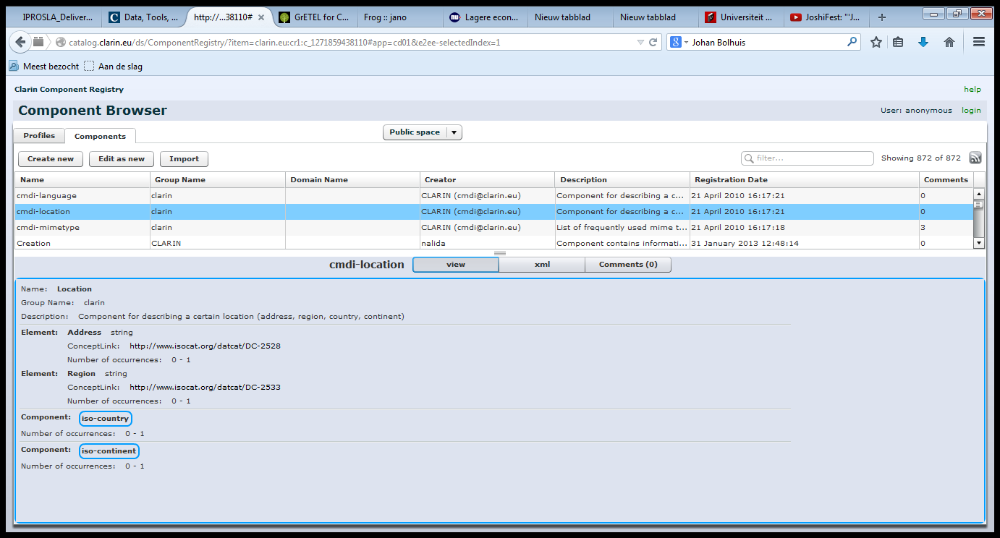 IPROSLA_Deliver... Data, Tools, ... http://...38110# GrETEL for C... Frog :: jano Lagere econ... Nieuw tabblad Nieuw tabblad Universiteit ... JoshiFest: "'J...
catalog.clarin.eu/ds/ComponentRegistry/?item=clarin.eu:cr1:c_1271859438110#app=cd01&e2ee-selectedIndex=1 Johan Bolhuis
Meest bezocht Aan de slag
Clarin Component Registry help
Component Browser User: anonymous login
Profiles Components Public space
Create new Edit as new Import filter... Showing 872 of 872
Name Group Name Domain Name Creator Description Registration Date Comments
cmdi-language clarin CLARIN (cmdi@clarin.eu) Component for describing a c... 21 April 2010 16:17:21 0
cmdi-location clarin CLARIN (cmdi@clarin.eu) Component for describing a c... 21 April 2010 16:17:21 0
cmdi-mimetype clarin CLARIN (cmdi@clarin.eu) List of frequently used mime t... 21 April 2010 16:17:18 3
Creation CLARIN nalida Component contains informati... 31 January 2013 12:48:14 0
cmdi-location view xml Comments (0)
Name: Location
Group Name: clarin
Description: Component for describing a certain location (address, region, country, continent)
Element: Address string
ConceptLink: http://www.isocat.org/datcat/DC-2528
Number of occurrences: 0 - 1
Element: Region string
ConceptLink: http://www.isocat.org/datcat/DC-2533
Number of occurrences: 0 - 1
Component: iso-country
Number of occurrences: 0 - 1
Component: iso-continent
Number of occurrences: 0 - 1